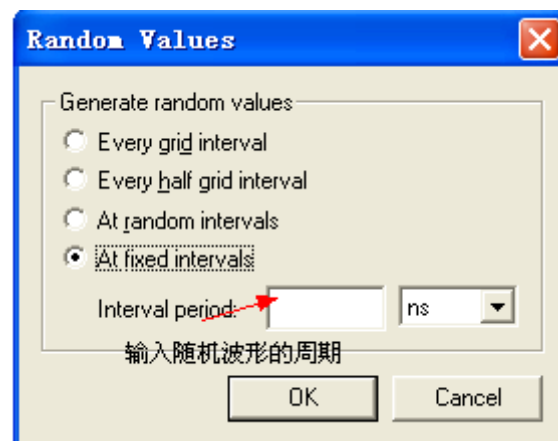 Random Values
Generate random values
Every grid interval
Every half grid interval
At random intervals
At fixed intervals
Interval period: ns
输入随机波形的周期
OK Cancel